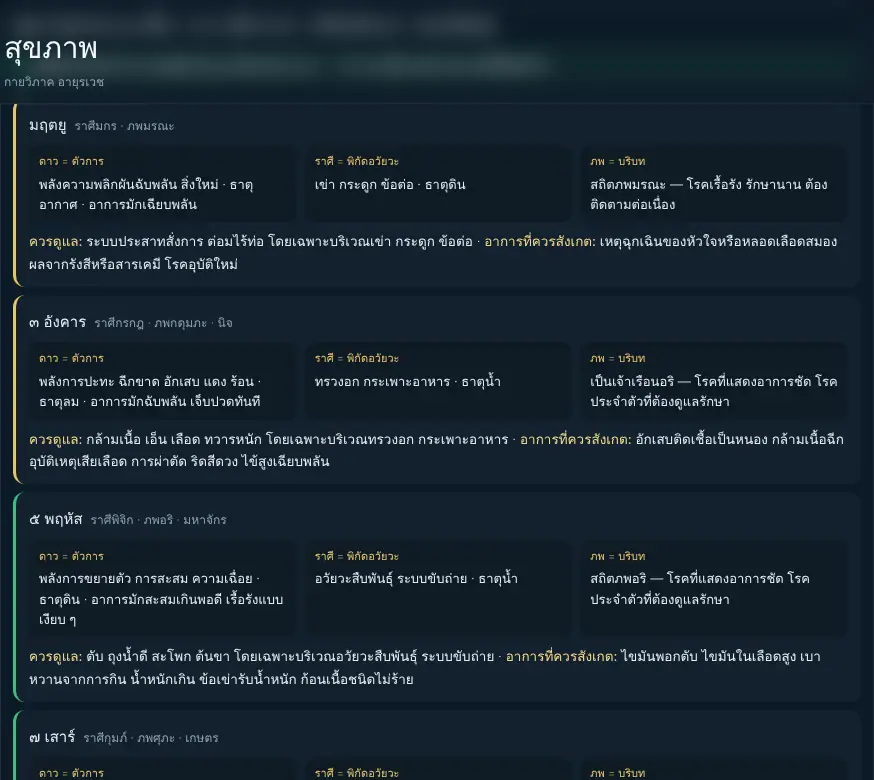 สุขภาพ
กายวิภาค อายุรเวช
มฤตยู ราศีมกร · ภพมรณะ
ดาว = ตัวการ
พลังความพลิกผันฉับพลัน สิ่งใหม่ · ธาตุ
อากาศ · อาการมักเฉียบพลัน
ราศี = พิกัดอวัยวะ
เข่า กระดูก ข้อต่อ · ธาตุดิน
ภพ = บริบท
สถิตภพมรณะ — โรคเรื้อรัง รักษานาน ต้อง
ติดตามต่อเนื่อง
ควรดูแล: ระบบประสาทสั่งการ ต่อมไร้ท่อ โดยเฉพาะบริเวณเข่า กระดูก ข้อต่อ · อาการที่ควรสังเกต: เหตุฉุกเฉินของหัวใจหรือหลอดเลือดสมอง
ผลจากรังสีหรือสารเคมี โรคอุบัติใหม่
๓ อังคาร ราศีกรกฎ · ภพกดุมภะ · นิจ
ดาว = ตัวการ
พลังการปะทะ ฉีกขาด อักเสบ แดง ร้อน ·
ธาตุลม · อาการมักฉับพลัน เจ็บปวดทันที
ราศี = พิกัดอวัยวะ
ทรวงอก กระเพาะอาหาร · ธาตุน้ำ
ภพ = บริบท
เป็นเจ้าเรือนอริ — โรคที่แสดงอาการชัด โรค
ประจำตัวที่ต้องดูแลรักษา
ควรดูแล: กล้ามเนื้อ เอ็น เลือด ทวารหนัก โดยเฉพาะบริเวณทรวงอก กระเพาะอาหาร · อาการที่ควรสังเกต: อักเสบติดเชื้อเป็นหนอง กล้ามเนื้อฉีก
อุบัติเหตุเสียเลือด การผ่าตัด ริดสีดวง ไข้สูงเฉียบพลัน
๕ พฤหัส ราศีพิจิก · ภพอริ · มหาจักร
ดาว = ตัวการ
พลังการขยายตัว การสะสม ความเฉื่อย ·
ธาตุดิน · อาการมักสะสมเกินพอดี เรื้อรังแบบ
เงียบ ๆ
ราศี = พิกัดอวัยวะ
อวัยวะสืบพันธุ์ ระบบขับถ่าย · ธาตุน้ำ
ภพ = บริบท
สถิตภพอริ — โรคที่แสดงอาการชัด โรค
ประจำตัวที่ต้องดูแลรักษา
ควรดูแล: ตับ ถุงน้ำดี สะโพก ต้นขา โดยเฉพาะบริเวณอวัยวะสืบพันธุ์ ระบบขับถ่าย · อาการที่ควรสังเกต: ไขมันพอกตับ ไขมันในเลือดสูง เบา
หวานจากการกิน น้ำหนักเกิน ข้อเข่ารับน้ำหนัก ก้อนเนื้อชนิดไม่ร้าย
๗ เสาร์ ราศีกุมภ์ · ภพศุภะ · เกษตร
ดาว = ตัวการ
ราศี = พิกัดอวัยวะ
ภพ = บริบท